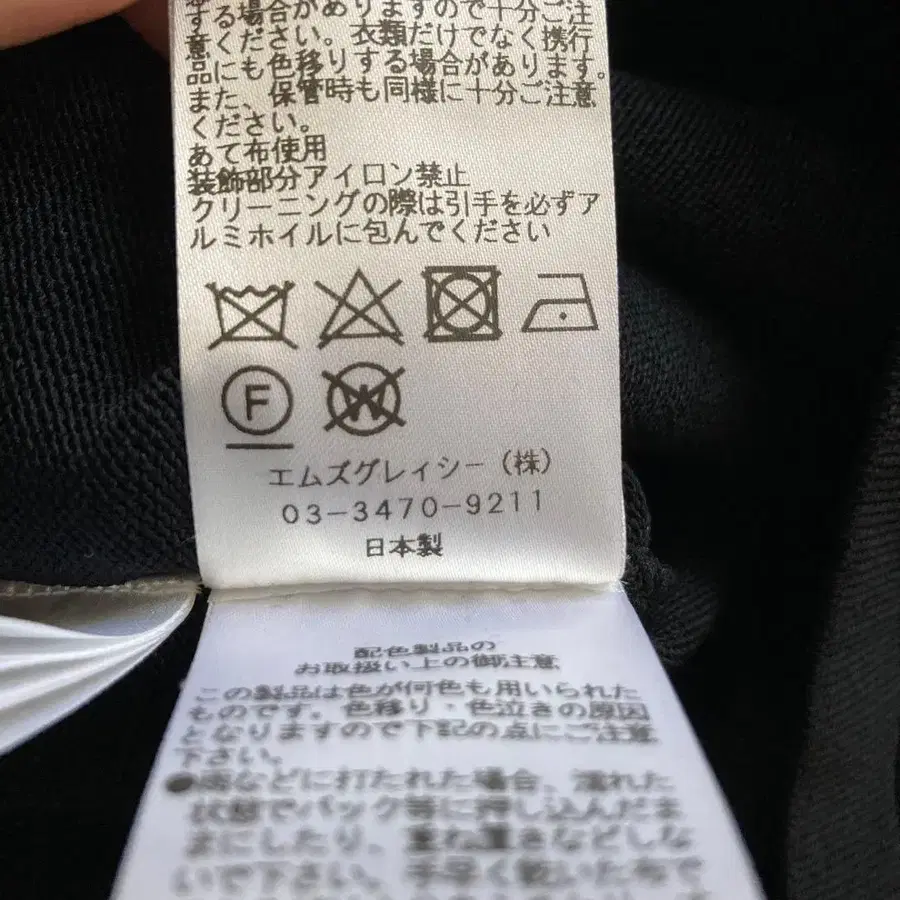 る場合がありますので十分ご注
意ください。衣類だけでなく携行
品にも色移りする場合があります。
また、保管時も同様に十分ご注意
ください。
あて布使用
装飾部分アイロン禁止
クリーニングの際は引手を必ずア
ルミホイルに包んでください
F
W
エムズグレイシー(株)
03-3470-9211
日本製
配色製品の
お取扱い上の御注意
この製品は色が何色も用いられた
ものです。色移り・色泣きの原因
となりますので下記の点にご注意
下さい。
●雨などに打たれた場合、濡れた
状態でバック等に押し込んだま
まにしたり、重ね置きなどしな
いで下さい。手早く乾いた布で